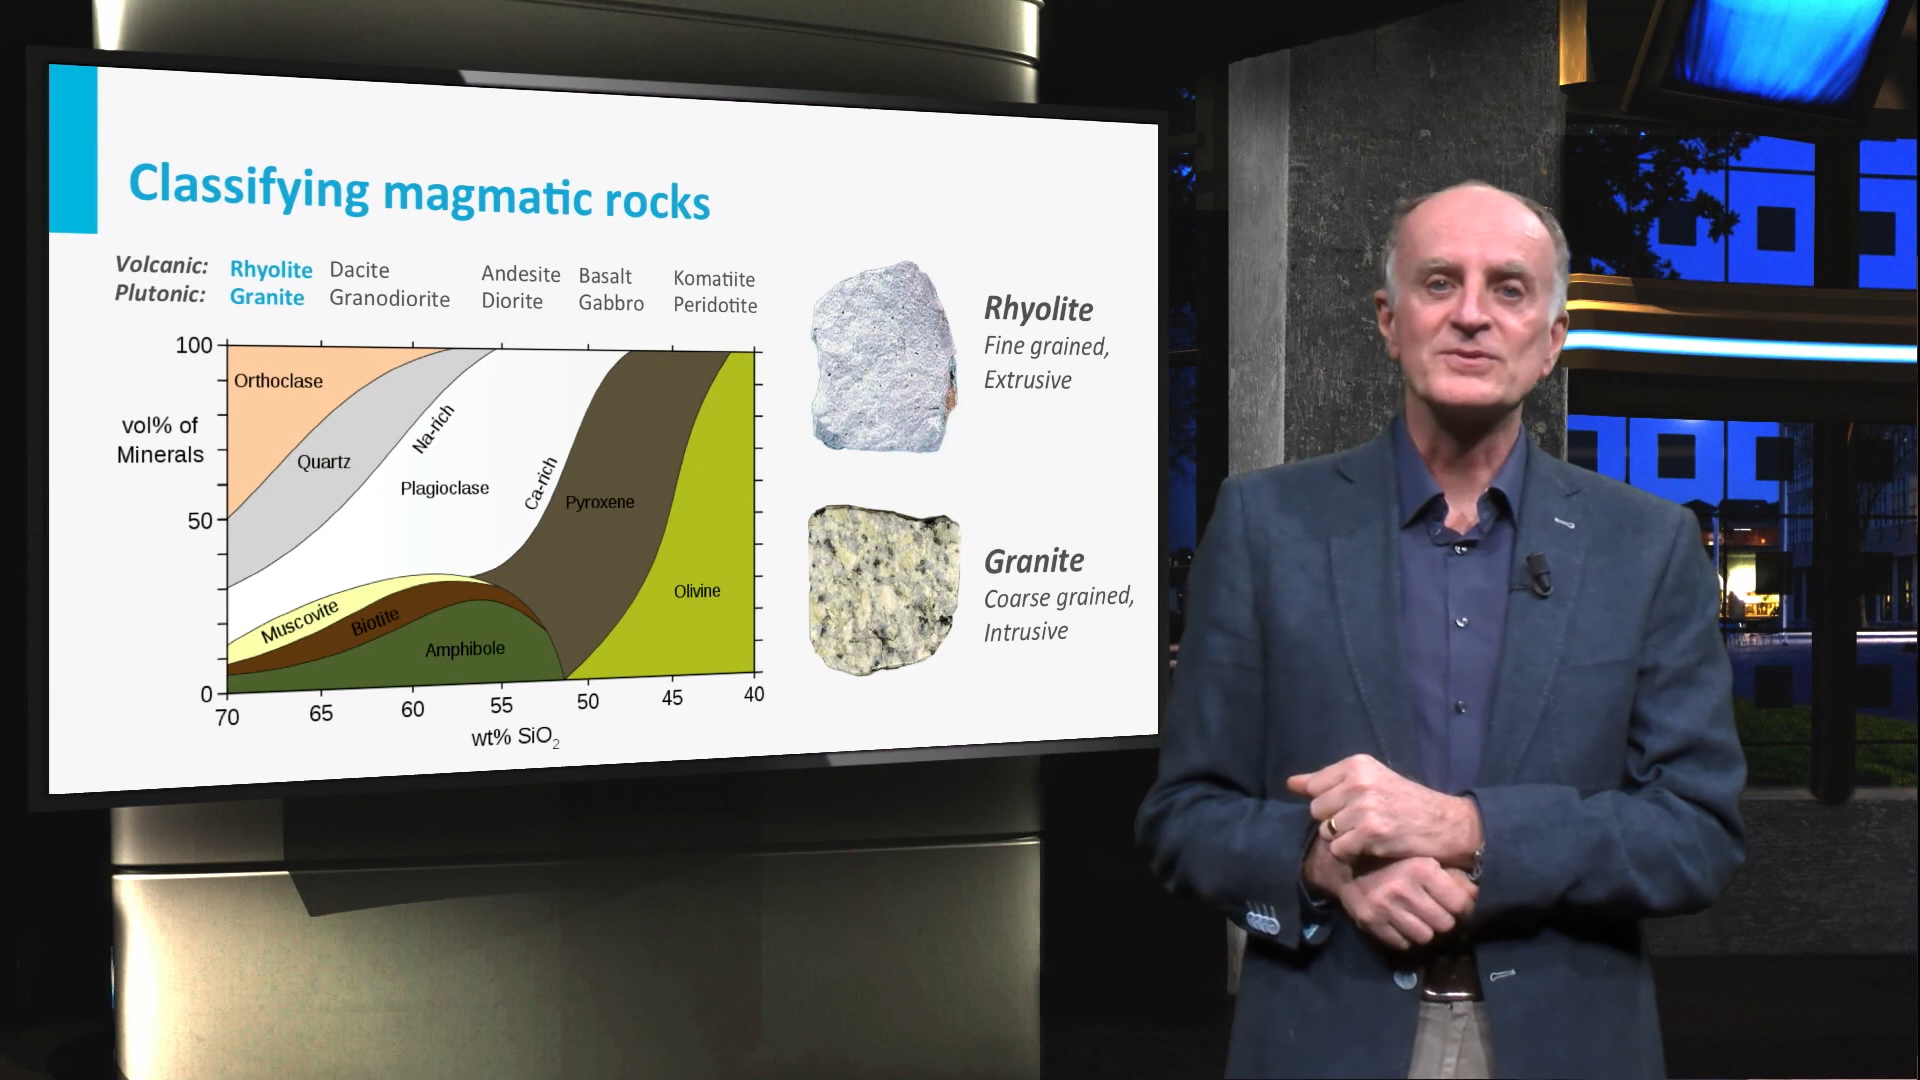 Classifying magmatic rocks
Volcanic: Rhyolite Dacite Andesite Basalt Komatiite
Plutonic: Granite Granodiorite Diorite Gabbro Peridotite
100
50
0
vol% of
Minerals
Orthoclase
Quartz
Na-rich
Plagioclase
Ca-rich
Pyroxene
Olivine
Muscovite
Biotite
Amphibole
70 65 60 55 50 45 40
wt% SiO₂
Rhyolite
Fine grained,
Extrusive
Granite
Coarse grained,
Intrusive